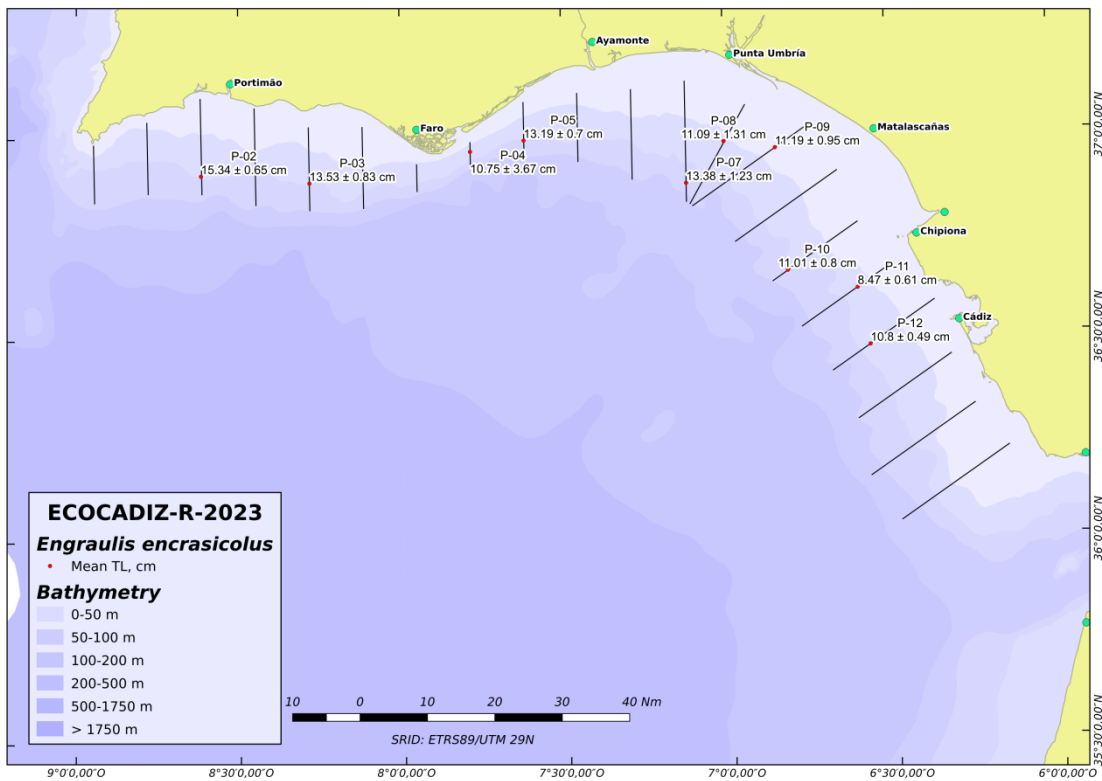 Ayamonte
Punta Umbría
Portimão
Faro
Matalascañas
Chipiona
Cádiz
P-02
15.34 ± 0.65 cm
P-03
13.53 ± 0.83 cm
P-04
10.75 ± 3.67 cm
P-05
13.19 ± 0.7 cm
P-08
11.09 ± 1.31 cm
P-09
11.19 ± 0.95 cm
P-07
13.38 ± 1.23 cm
P-10
11.01 ± 0.8 cm
P-11
8.47 ± 0.61 cm
P-12
10.8 ± 0.49 cm
37°0'0,00"N
36°30'0,00"N
36°0'0,00"N
35°30'0,00"N
ECOCADIZ-R-2023
Engraulis encrasicolus
Mean TL, cm
Bathymetry
0-50 m
50-100 m
100-200 m
200-500 m
500-1750 m
> 1750 m
10 0 10 20 30 40 Nm
SRID: ETRS89/UTM 29N
9°0'0,00"O 8°30'0,00"O 8°0'0,00"O 7°30'0,00"O 7°0'0,00"O 6°30'0,00"O 6°0'0,00"O